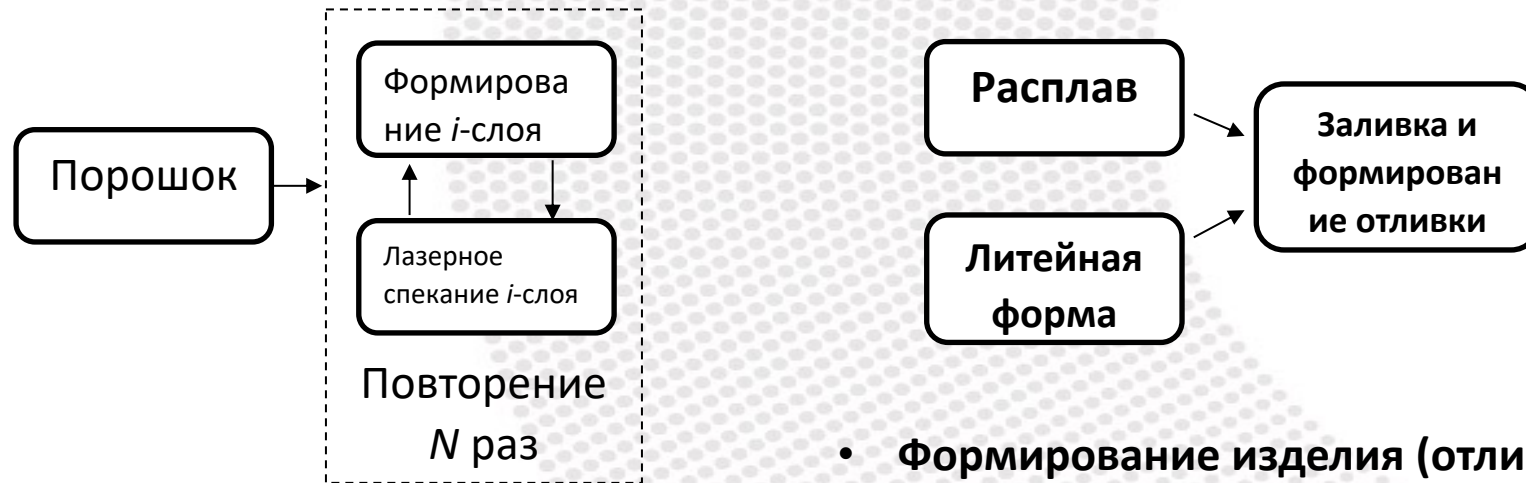 Порошок
Формирова
ние i-слоя
Лазерное
спекание i-слоя
Повторение
N раз
Расплав
Литейная
форма
Заливка и
формирован
ие отливки
• Формирование изделия (отли